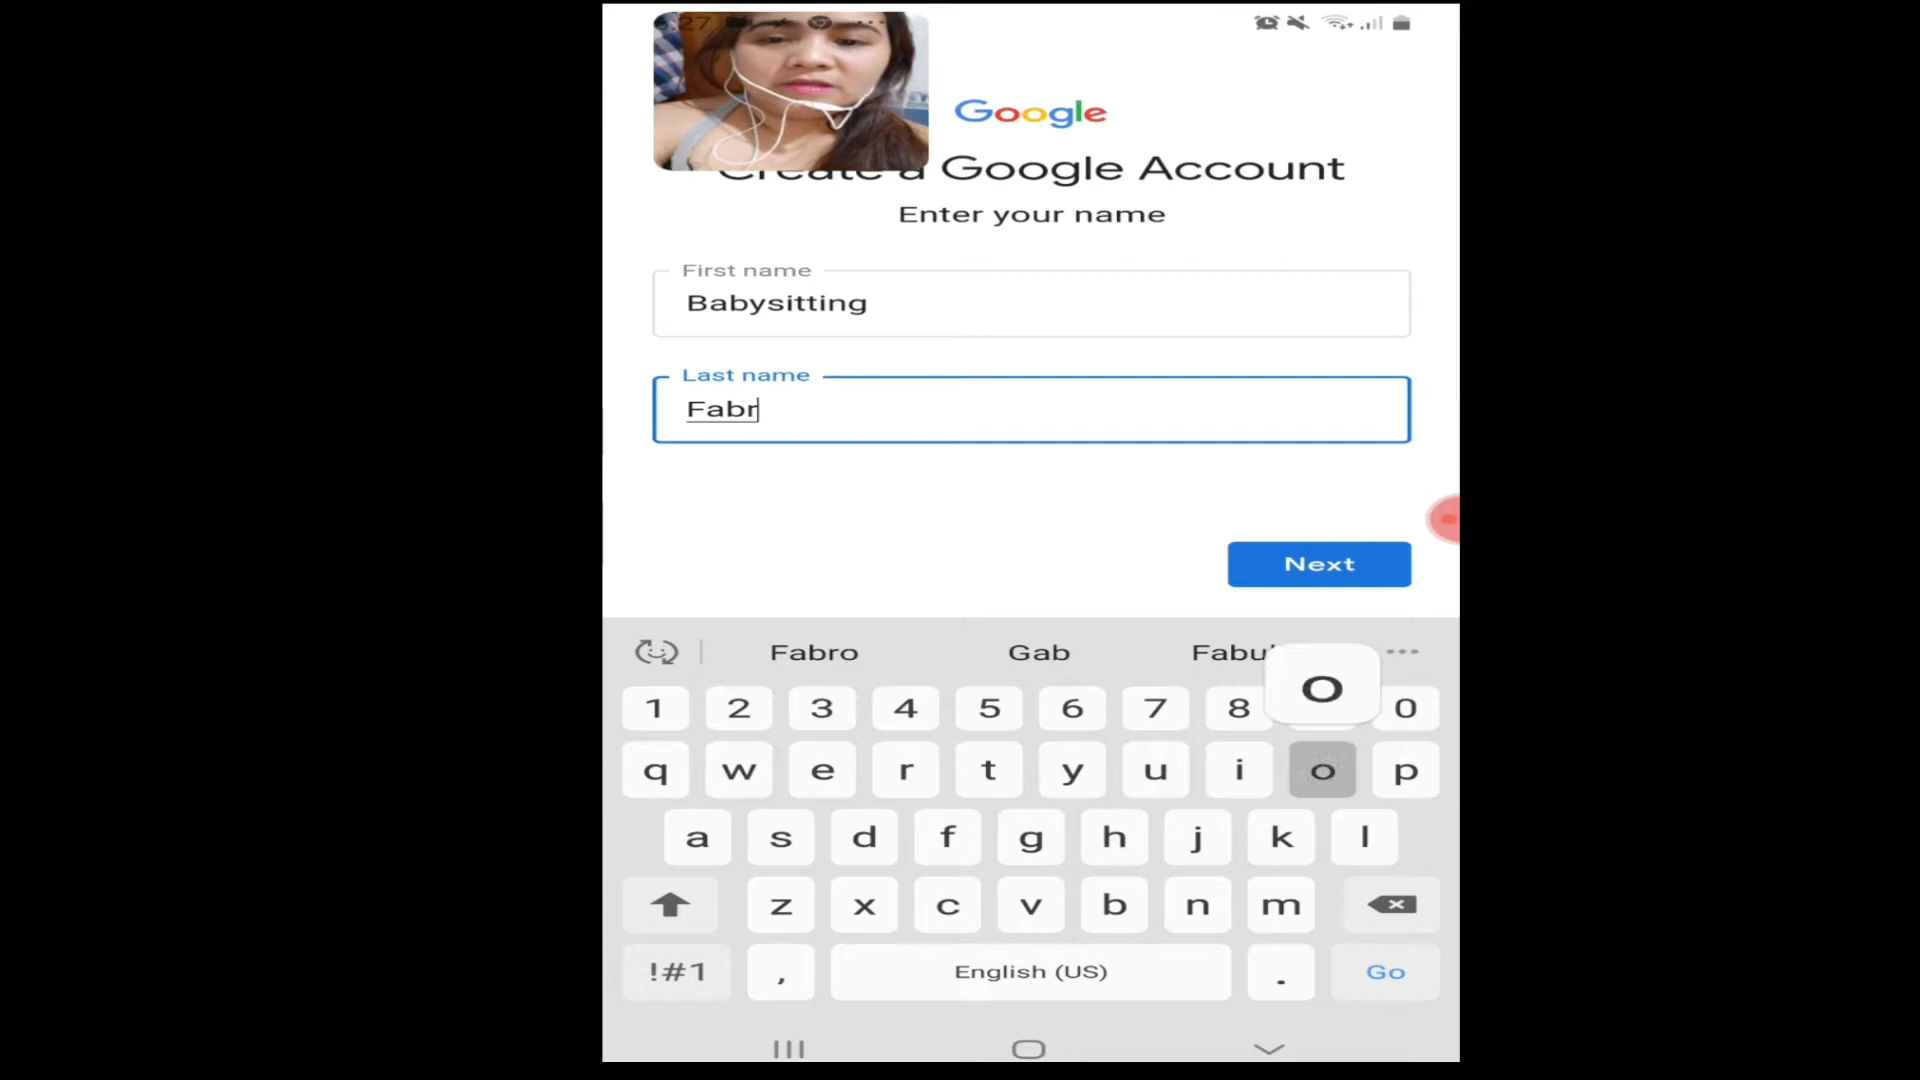 :27
Google
Create a Google Account
Enter your name
First name
Babysitting
Last name
Fabr
Next
Fabro Gab Fabu
o
1 2 3 4 5 6 7 8 0
q w e r t y u i o p
a s d f g h j k l
z x c v b n m
!#1 , English (US) . Go